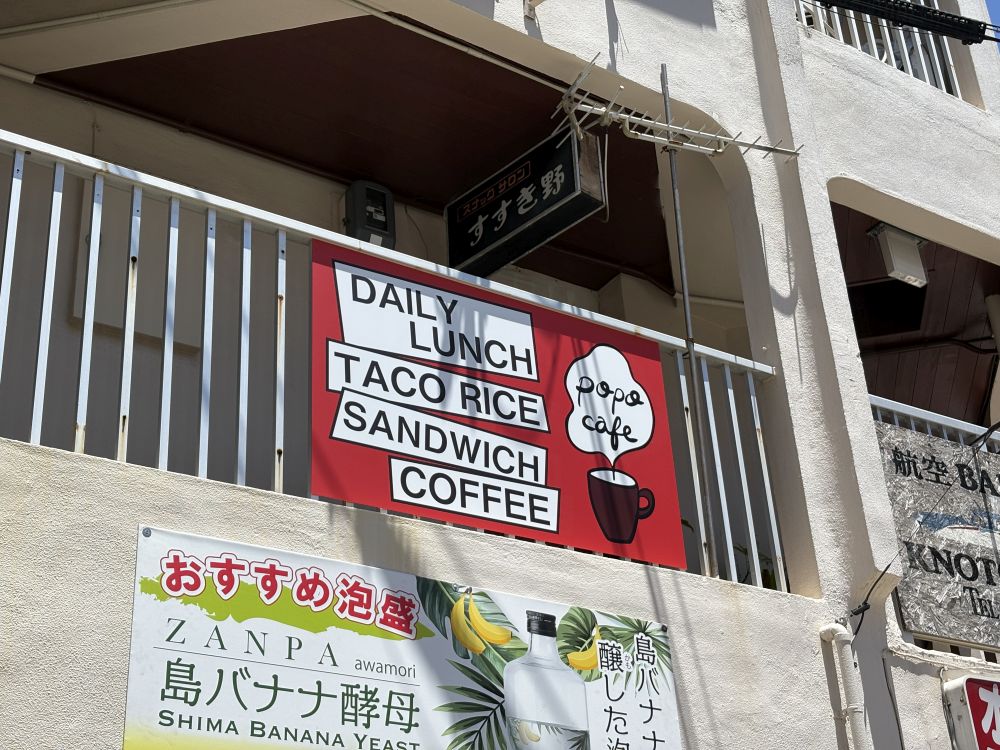 スナック サロン
すすき野
DAILY
LUNCH
TACO RICE
SANDWICH
COFFEE
popo
cafe
おすすめ泡盛
ZANPA awamori
島バナナ酵母
SHIMA BANANA YEAST
島バナナ
醸した泡
航空 BA
KNOT
TEL